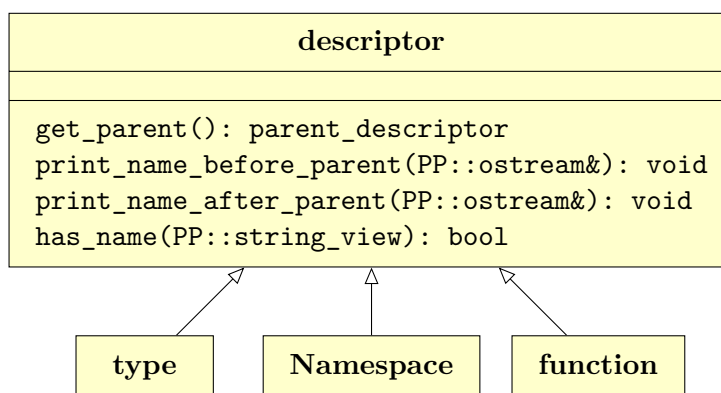 descriptor
get_parent(): parent_descriptor
print_name_before_parent(PP::ostream&): void
print_name_after_parent(PP::ostream&): void
has_name(PP::string_view): bool
type Namespace function